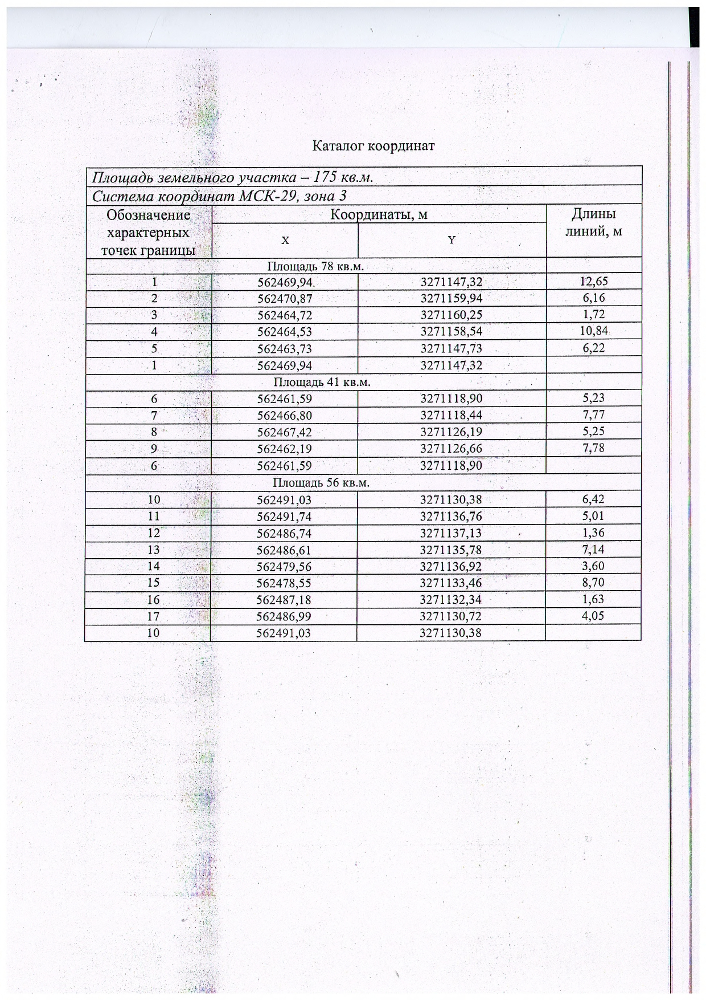 Каталог координат
Площадь земельного участка – 175 кв.м.
Система координат МСК-29, зона 3
Обозначение характерных точек границы Координаты, м Длины линий, м
X Y
Площадь 78 кв.м.
1 562469,94 3271147,32 12,65
2 562470,87 3271159,94 6,16
3 562464,72 3271160,25 1,72
4 562464,53 3271158,54 10,84
5 562463,73 3271147,73 6,22
1 562469,94 3271147,32
Площадь 41 кв.м.
6 562461,59 3271118,90 5,23
7 562466,80 3271118,44 7,77
8 562467,42 3271126,19 5,25
9 562462,19 3271126,66 7,78
6 562461,59 3271118,90
Площадь 56 кв.м.
10 562491,03 3271130,38 6,42
11 562491,74 3271136,76 5,01
12 562486,74 3271137,13 1,36
13 562486,61 3271135,78 7,14
14 562479,56 3271136,92 3,60
15 562478,55 3271133,46 8,70
16 562487,18 3271132,34 1,63
17 562486,99 3271130,72 4,05
10 562491,03 3271130,38